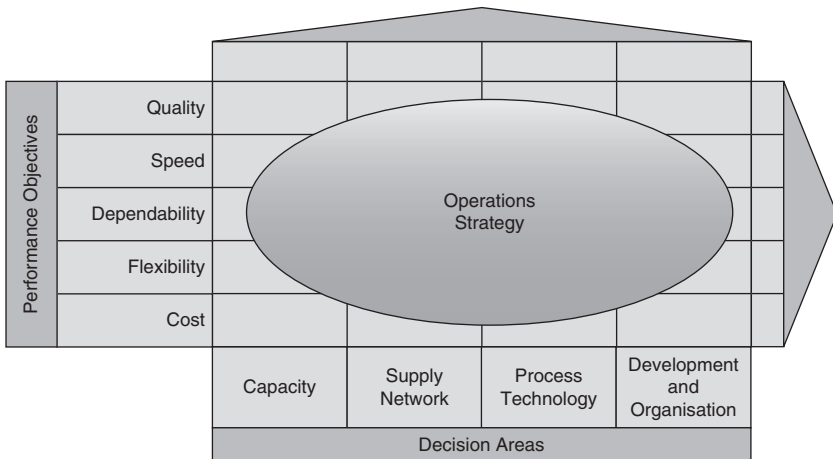 Performance Objectives
Quality
Speed
Dependability
Flexibility
Cost
Operations
Strategy
Capacity
Supply
Network
Process
Technology
Development
and
Organisation
Decision Areas